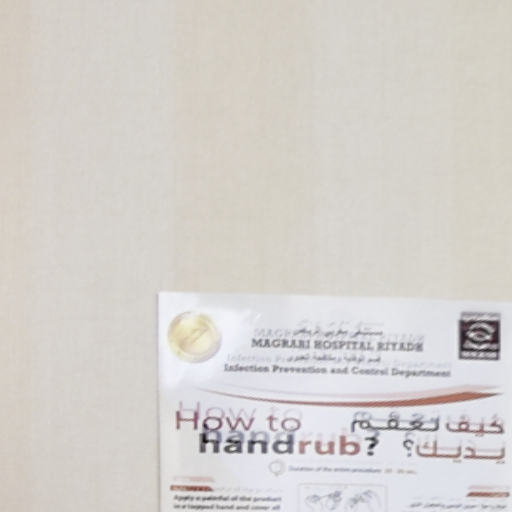 مستشفى مغربي الرياض
MAGRABI HOSPITAL RIYADH
قسم الوقاية ومكافحة العدوى
Infection Prevention and Control Department
How to كيف تعقم
handrub? يديك؟
Duration of the entire procedure: 20 - 30 sec.
Apply a palmful of the product
in a cupped hand and cover all